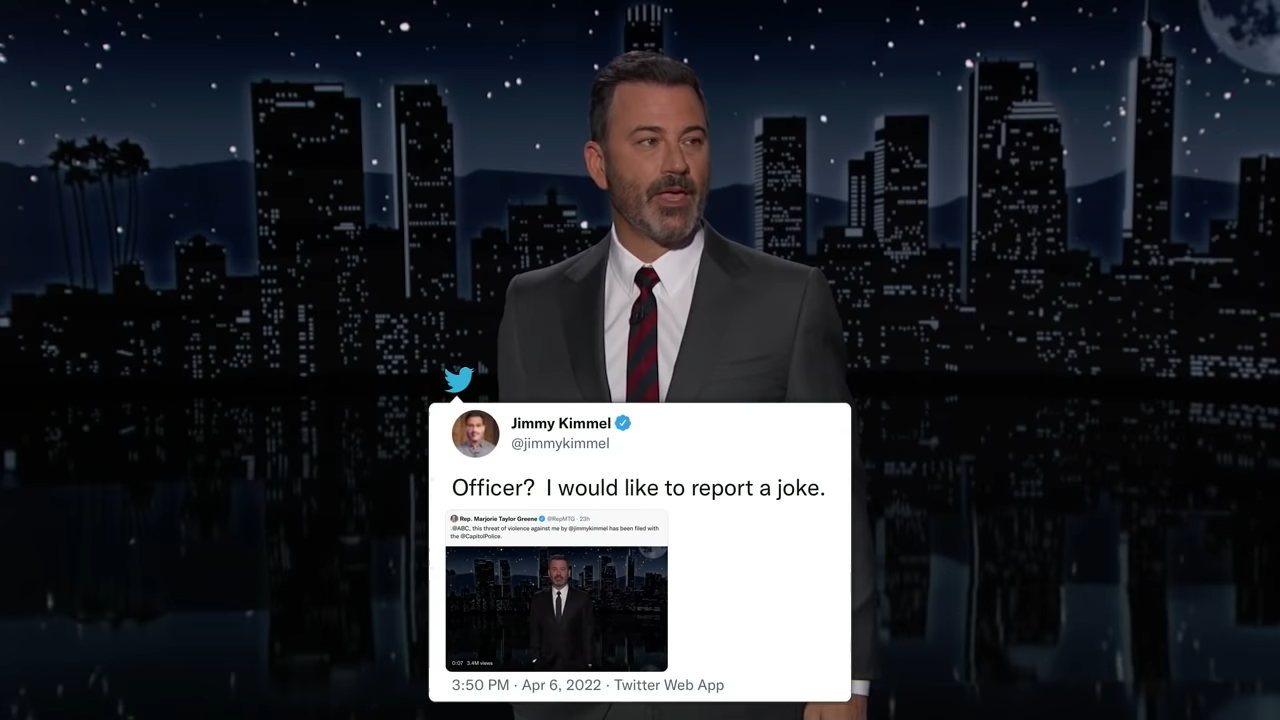 Jimmy Kimmel
@jimmykimmel
Officer? I would like to report a joke.
Rep. Marjorie Taylor Greene @RepMTG · 23h
.@ABC, this threat of violence against me by @jimmykimmel has been filed with
the @CapitolPolice.
0:07 3.4M views
3:50 PM · Apr 6, 2022 · Twitter Web App